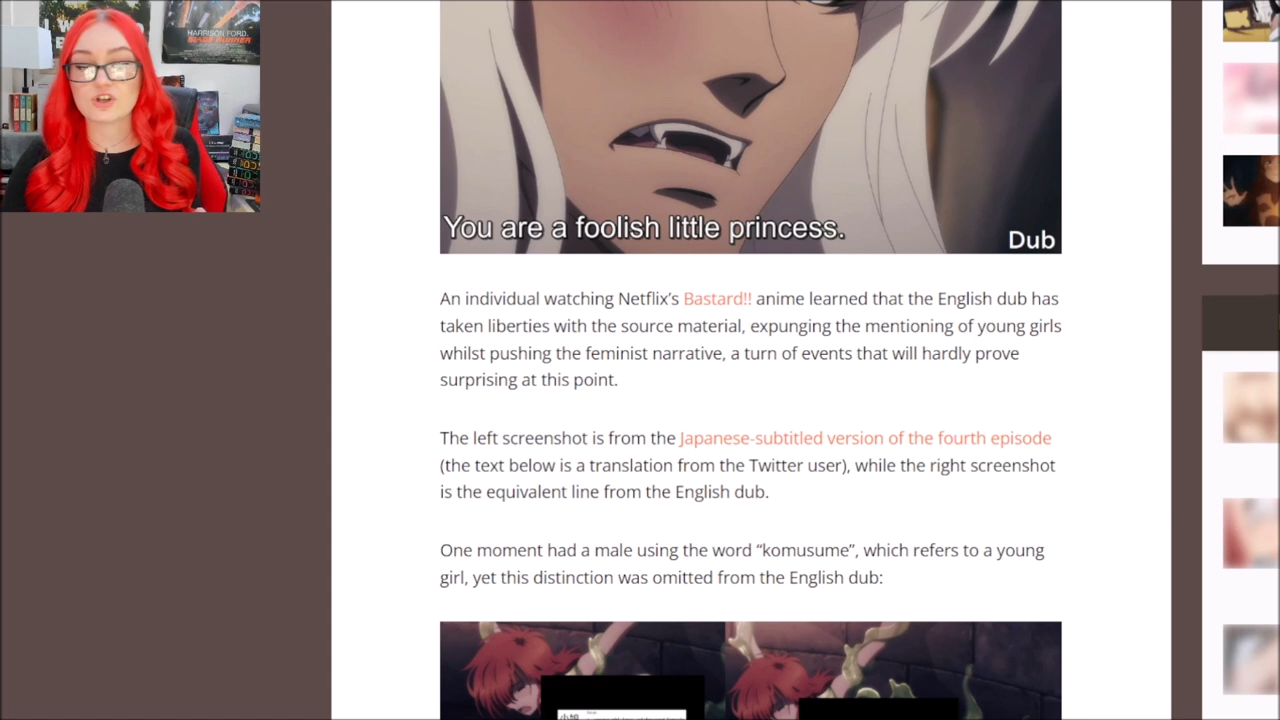 HARRISON FORD
BLADE RUNNER
You are a foolish little princess.
Dub
An individual watching Netflix's Bastard!! anime learned that the English dub has
taken liberties with the source material, expunging the mentioning of young girls
whilst pushing the feminist narrative, a turn of events that will hardly prove
surprising at this point.
The left screenshot is from the Japanese-subtitled version of the fourth episode
(the text below is a translation from the Twitter user), while the right screenshot
is the equivalent line from the English dub.
One moment had a male using the word “komusume”, which refers to a young
girl, yet this distinction was omitted from the English dub: